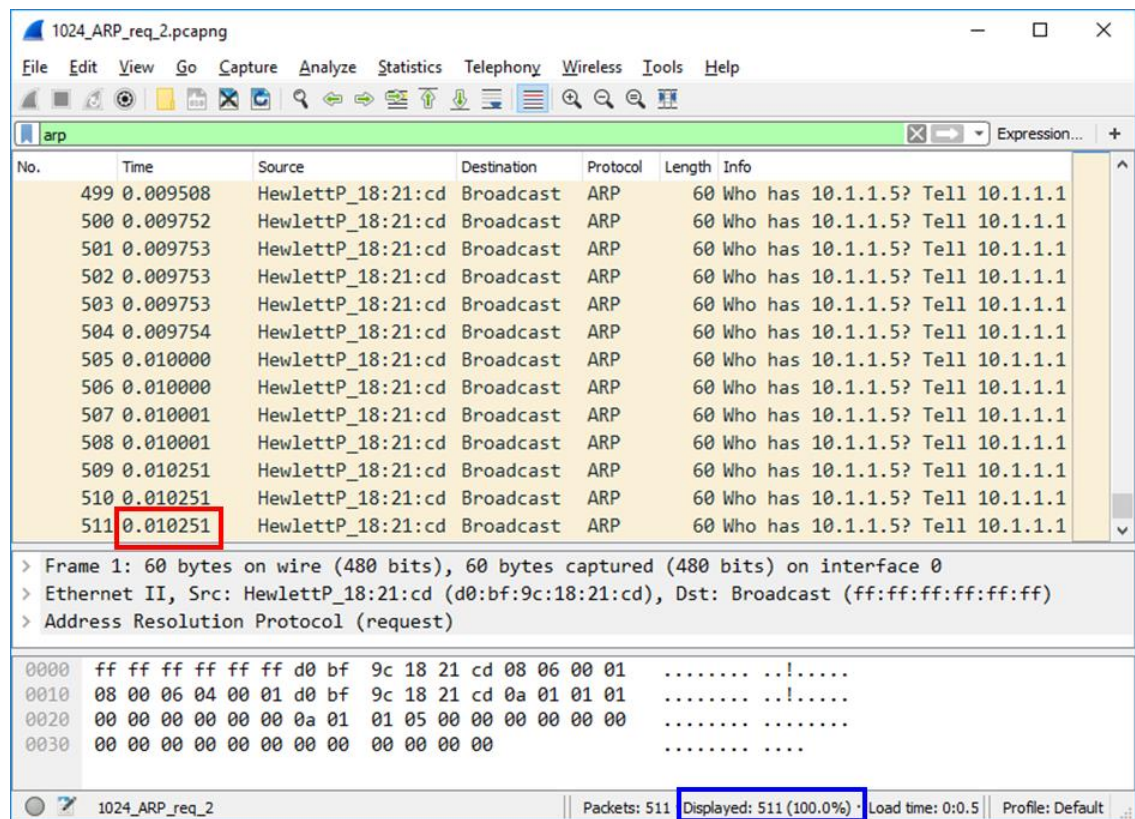 1024_ARP_req_2.pcapng
File Edit View Go Capture Analyze Statistics Telephony Wireless Tools Help
arp Expression... +
No. Time Source Destination Protocol Length Info
499 0.009508 HewlettP_18:21:cd Broadcast ARP 60 Who has 10.1.1.5? Tell 10.1.1.1
500 0.009752 HewlettP_18:21:cd Broadcast ARP 60 Who has 10.1.1.5? Tell 10.1.1.1
501 0.009753 HewlettP_18:21:cd Broadcast ARP 60 Who has 10.1.1.5? Tell 10.1.1.1
502 0.009753 HewlettP_18:21:cd Broadcast ARP 60 Who has 10.1.1.5? Tell 10.1.1.1
503 0.009753 HewlettP_18:21:cd Broadcast ARP 60 Who has 10.1.1.5? Tell 10.1.1.1
504 0.009754 HewlettP_18:21:cd Broadcast ARP 60 Who has 10.1.1.5? Tell 10.1.1.1
505 0.010000 HewlettP_18:21:cd Broadcast ARP 60 Who has 10.1.1.5? Tell 10.1.1.1
506 0.010000 HewlettP_18:21:cd Broadcast ARP 60 Who has 10.1.1.5? Tell 10.1.1.1
507 0.010001 HewlettP_18:21:cd Broadcast ARP 60 Who has 10.1.1.5? Tell 10.1.1.1
508 0.010001 HewlettP_18:21:cd Broadcast ARP 60 Who has 10.1.1.5? Tell 10.1.1.1
509 0.010251 HewlettP_18:21:cd Broadcast ARP 60 Who has 10.1.1.5? Tell 10.1.1.1
510 0.010251 HewlettP_18:21:cd Broadcast ARP 60 Who has 10.1.1.5? Tell 10.1.1.1
511 0.010251 HewlettP_18:21:cd Broadcast ARP 60 Who has 10.1.1.5? Tell 10.1.1.1
> Frame 1: 60 bytes on wire (480 bits), 60 bytes captured (480 bits) on interface 0
> Ethernet II, Src: HewlettP_18:21:cd (d0:bf:9c:18:21:cd), Dst: Broadcast (ff:ff:ff:ff:ff:ff)
> Address Resolution Protocol (request)
0000 ff ff ff ff ff ff d0 bf 9c 18 21 cd 08 06 00 01 ........ ..!.....
0010 08 00 06 04 00 01 d0 bf 9c 18 21 cd 0a 01 01 01 ........ ..!.....
0020 00 00 00 00 00 00 0a 01 01 05 00 00 00 00 00 00 ........ ........
0030 00 00 00 00 00 00 00 00 00 00 00 00 ........ ....
1024_ARP_req_2 Packets: 511 · Displayed: 511 (100.0%) · Load time: 0:0.5 Profile: Default